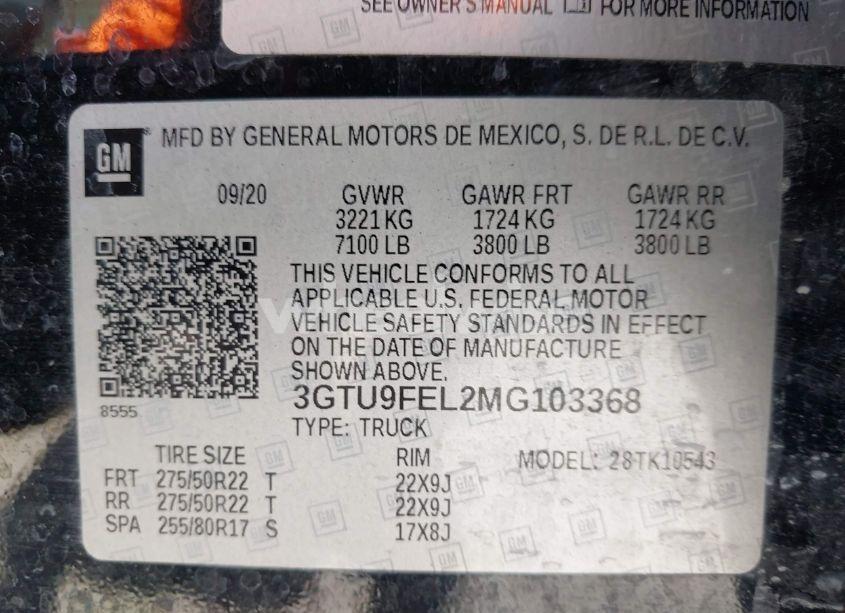 SEE OWNER'S MANUAL FOR MORE INFORMATION
GM
MFD BY GENERAL MOTORS DE MEXICO, S. DE R.L. DE C.V.
09/20 GVWR GAWR FRT GAWR RR
3221 KG 1724 KG 1724 KG
7100 LB 3800 LB 3800 LB
THIS VEHICLE CONFORMS TO ALL
APPLICABLE U.S. FEDERAL MOTOR
VEHICLE SAFETY STANDARDS IN EFFECT
ON THE DATE OF MANUFACTURE
SHOWN ABOVE.
3GTU9FEL2MG103368
8555
TYPE: TRUCK
TIRE SIZE RIM MODEL: 28TK10543
FRT 275/50R22 T 22X9J
RR 275/50R22 T 22X9J
SPA 255/80R17 S 17X8J